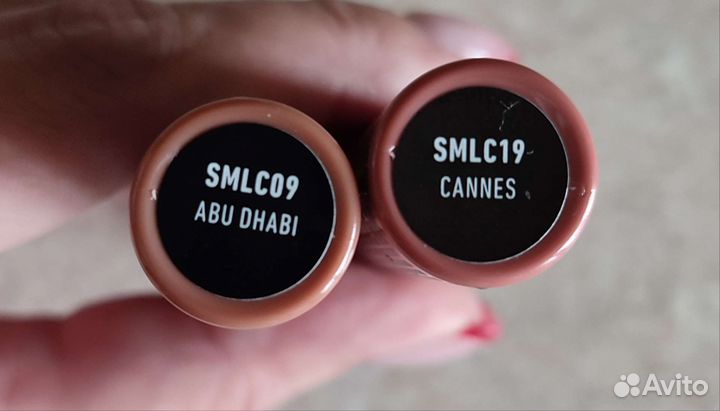 SMLC09
ABU DHABI
SMLC19
CANNES
Avito